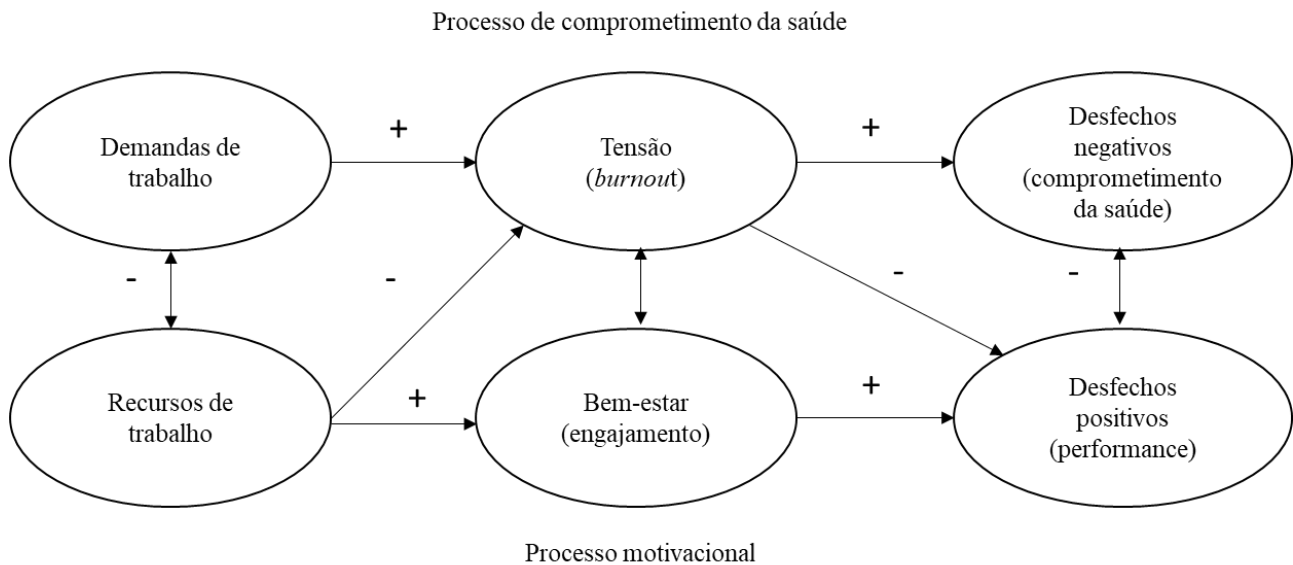 Processo de comprometimento da saúde
Demandas de
trabalho
+
Tensão
(burnout)
+
Desfechos
negativos
(comprometimento
da saúde)
-
-
-
-
Recursos de
trabalho
+
Bem-estar
(engajamento)
+
Desfechos
positivos
(performance)
Processo motivacional